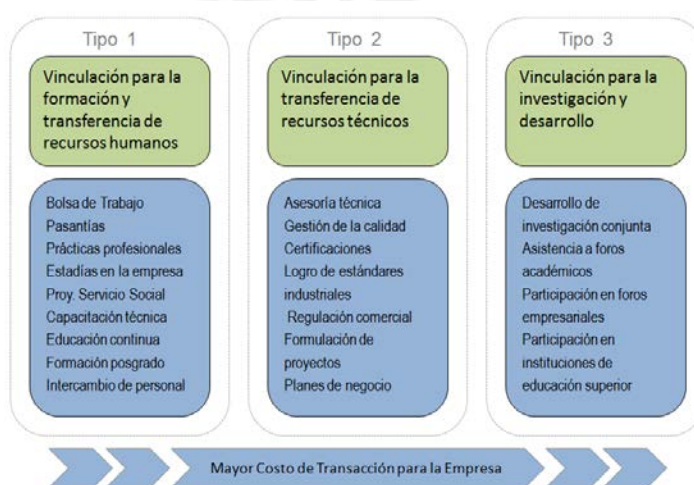 Tipo 1
Vinculación para la
formación y
transferencia de
recursos humanos
Bolsa de Trabajo
Pasantías
Prácticas profesionales
Estadías en la empresa
Proy. Servicio Social
Capacitación técnica
Educación continua
Formación posgrado
Intercambio de personal
Tipo 2
Vinculación para la
transferencia de
recursos técnicos
Asesoría técnica
Gestión de la calidad
Certificaciones
Logro de estándares
industriales
Regulación comercial
Formulación de
proyectos
Planes de negocio
Tipo 3
Vinculación para la
investigación y
desarrollo
Desarrollo de
investigación conjunta
Asistencia a foros
académicos
Participación en foros
empresariales
Participación en
instituciones de
educación superior
Mayor Costo de Transacción para la Empresa